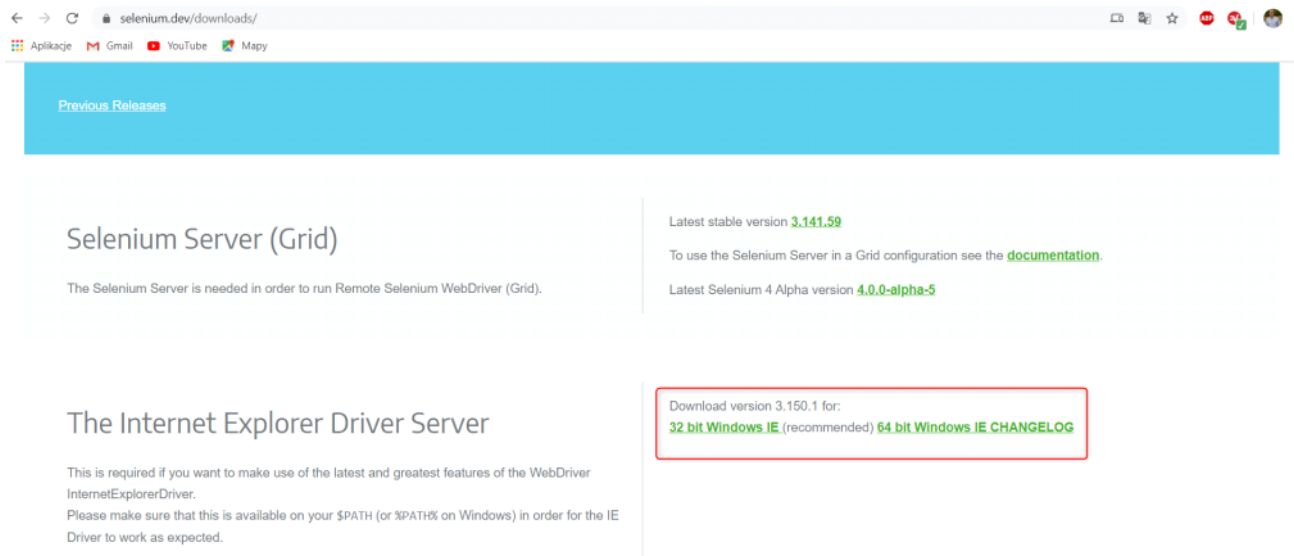 selenium.dev/downloads/
Aplikacje Gmail YouTube Mapy
Previous Releases
Selenium Server (Grid)
The Selenium Server is needed in order to run Remote Selenium WebDriver (Grid).
Latest stable version 3.141.59
To use the Selenium Server in a Grid configuration see the documentation.
Latest Selenium 4 Alpha version 4.0.0-alpha-5
The Internet Explorer Driver Server
This is required if you want to make use of the latest and greatest features of the WebDriver
InternetExplorerDriver.
Please make sure that this is available on your $PATH (or %PATH% on Windows) in order for the IE
Driver to work as expected.
Download version 3.150.1 for:
32 bit Windows IE (recommended) 64 bit Windows IE CHANGELOG